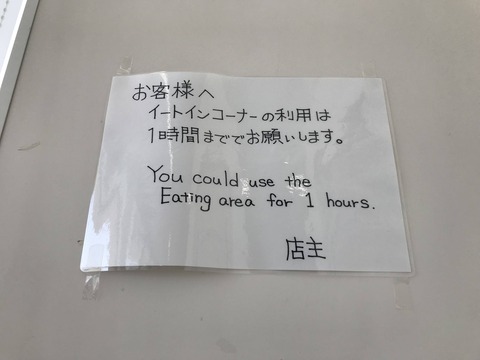 お客様へ
イートインコーナーの利用は
1時間まででお願いします。
You could use the
Eating area for 1 hours.
店主